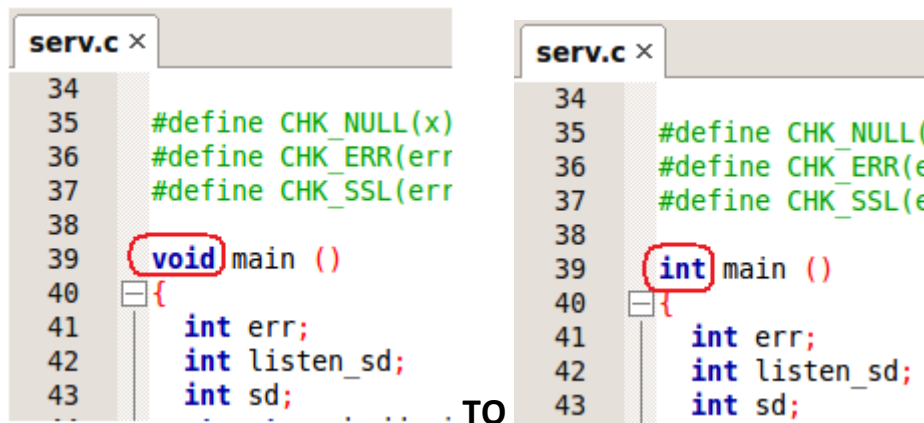 serv.c ×
34
35 #define CHK_NULL(x)
36 #define CHK_ERR(err
37 #define CHK_SSL(err
38
39 void main ()
40 {
41 int err;
42 int listen_sd;
43 int sd;
TO
serv.c ×
34
35 #define CHK_NULL(
36 #define CHK_ERR(e
37 #define CHK_SSL(e
38
39 int main ()
40 {
41 int err;
42 int listen_sd;
43 int sd;